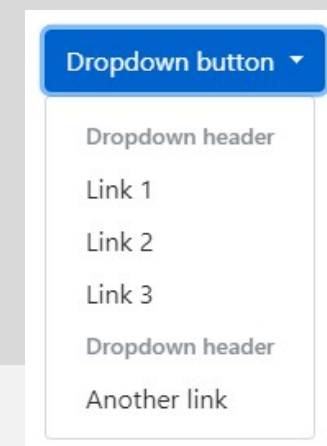 Dropdown button
Dropdown header
Link 1
Link 2
Link 3
Dropdown header
Another link